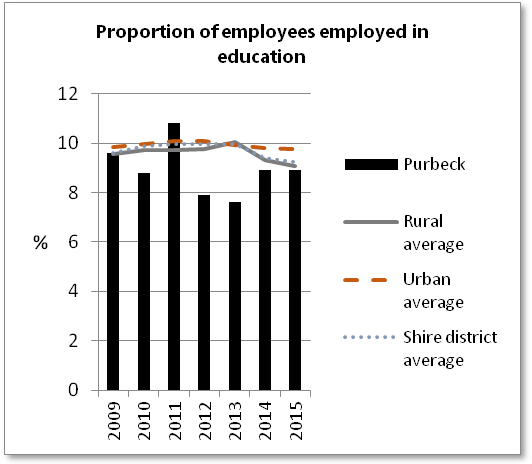 Proportion of employees employed in
education
12
10
8
6
4
2
0
%
2009
2010
2011
2012
2013
2014
2015
Purbeck
Rural
average
Urban
average
Shire district
average